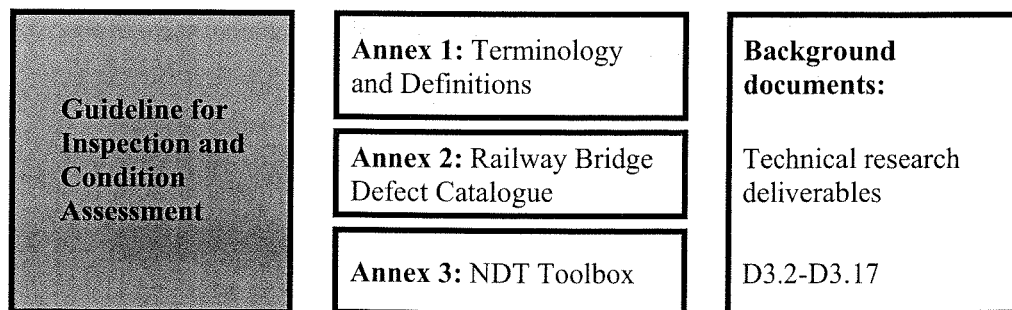 Guideline for
Inspection and
Condition
Assessment
Annex 1: Terminology
and Definitions
Annex 2: Railway Bridge
Defect Catalogue
Annex 3: NDT Toolbox
Background
documents:
Technical research
deliverables
D3.2-D3.17